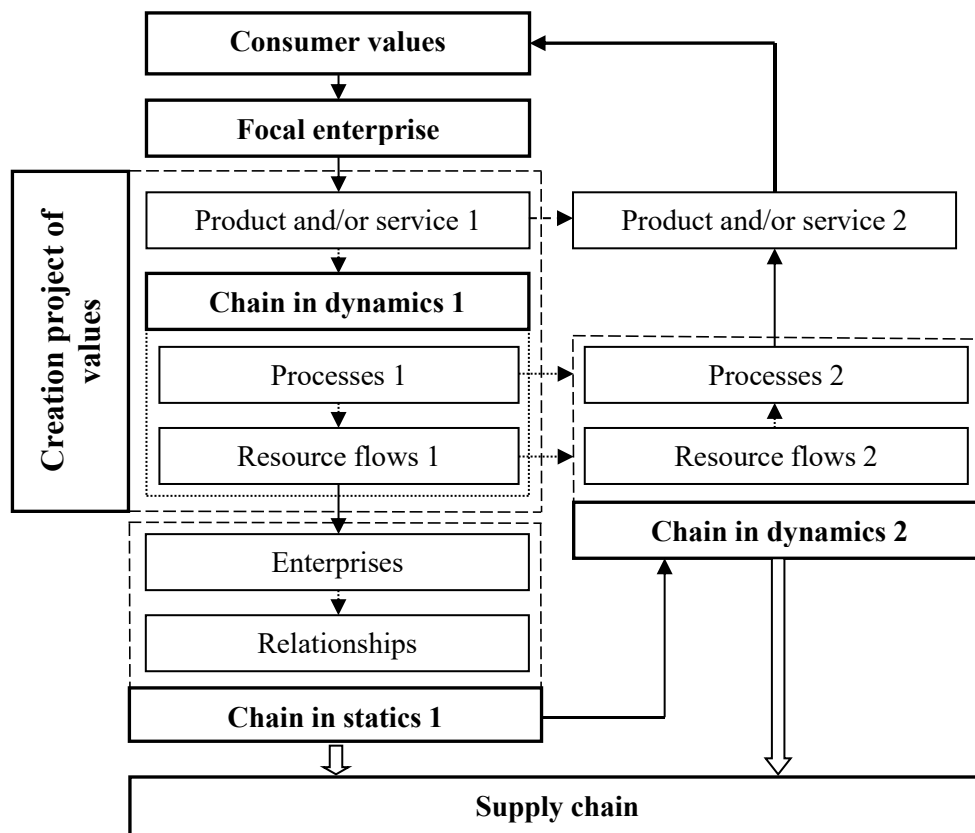 Consumer values
Focal enterprise
Creation project of
values
Product and/or service 1
Product and/or service 2
Chain in dynamics 1
Processes 1
Processes 2
Resource flows 1
Resource flows 2
Chain in dynamics 2
Enterprises
Relationships
Chain in statics 1
Supply chain